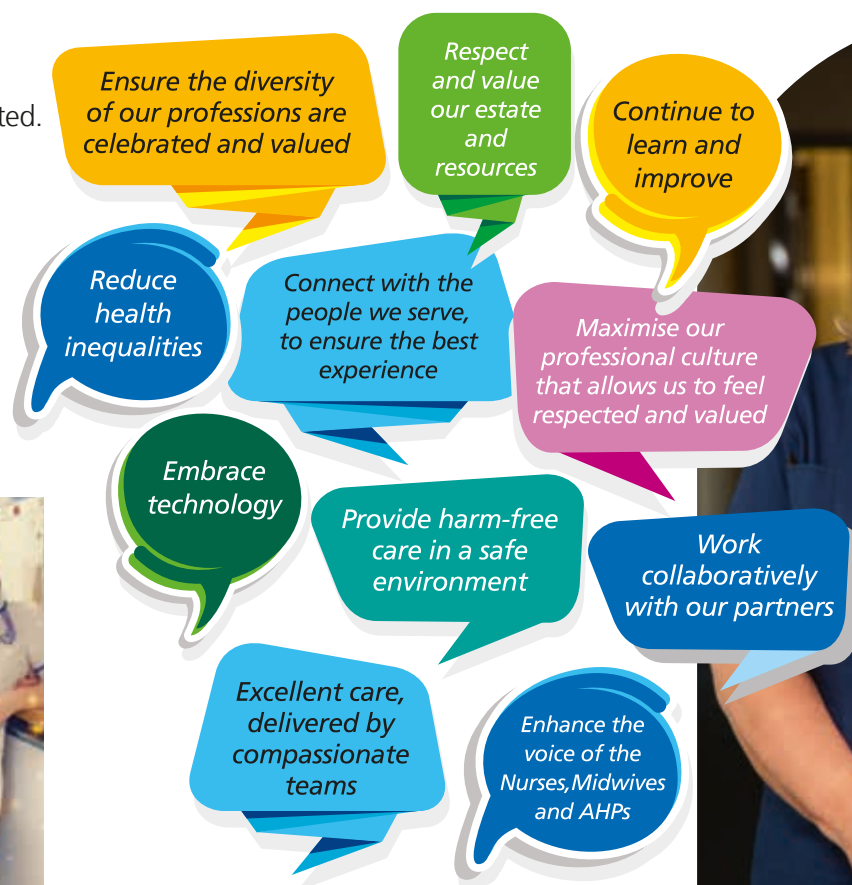 ted.
Ensure the diversity
of our professions are
celebrated and valued
Respect
and value
our estate
and
resources
Continue to
learn and
improve
Reduce
health
inequalities
Connect with the
people we serve,
to ensure the best
experience
Maximise our
professional culture
that allows us to feel
respected and valued
Embrace
technology
Provide harm-free
care in a safe
environment
Work
collaboratively
with our partners
Excellent care,
delivered by
compassionate
teams
Enhance the
voice of the
Nurses,Midwives
and AHPs